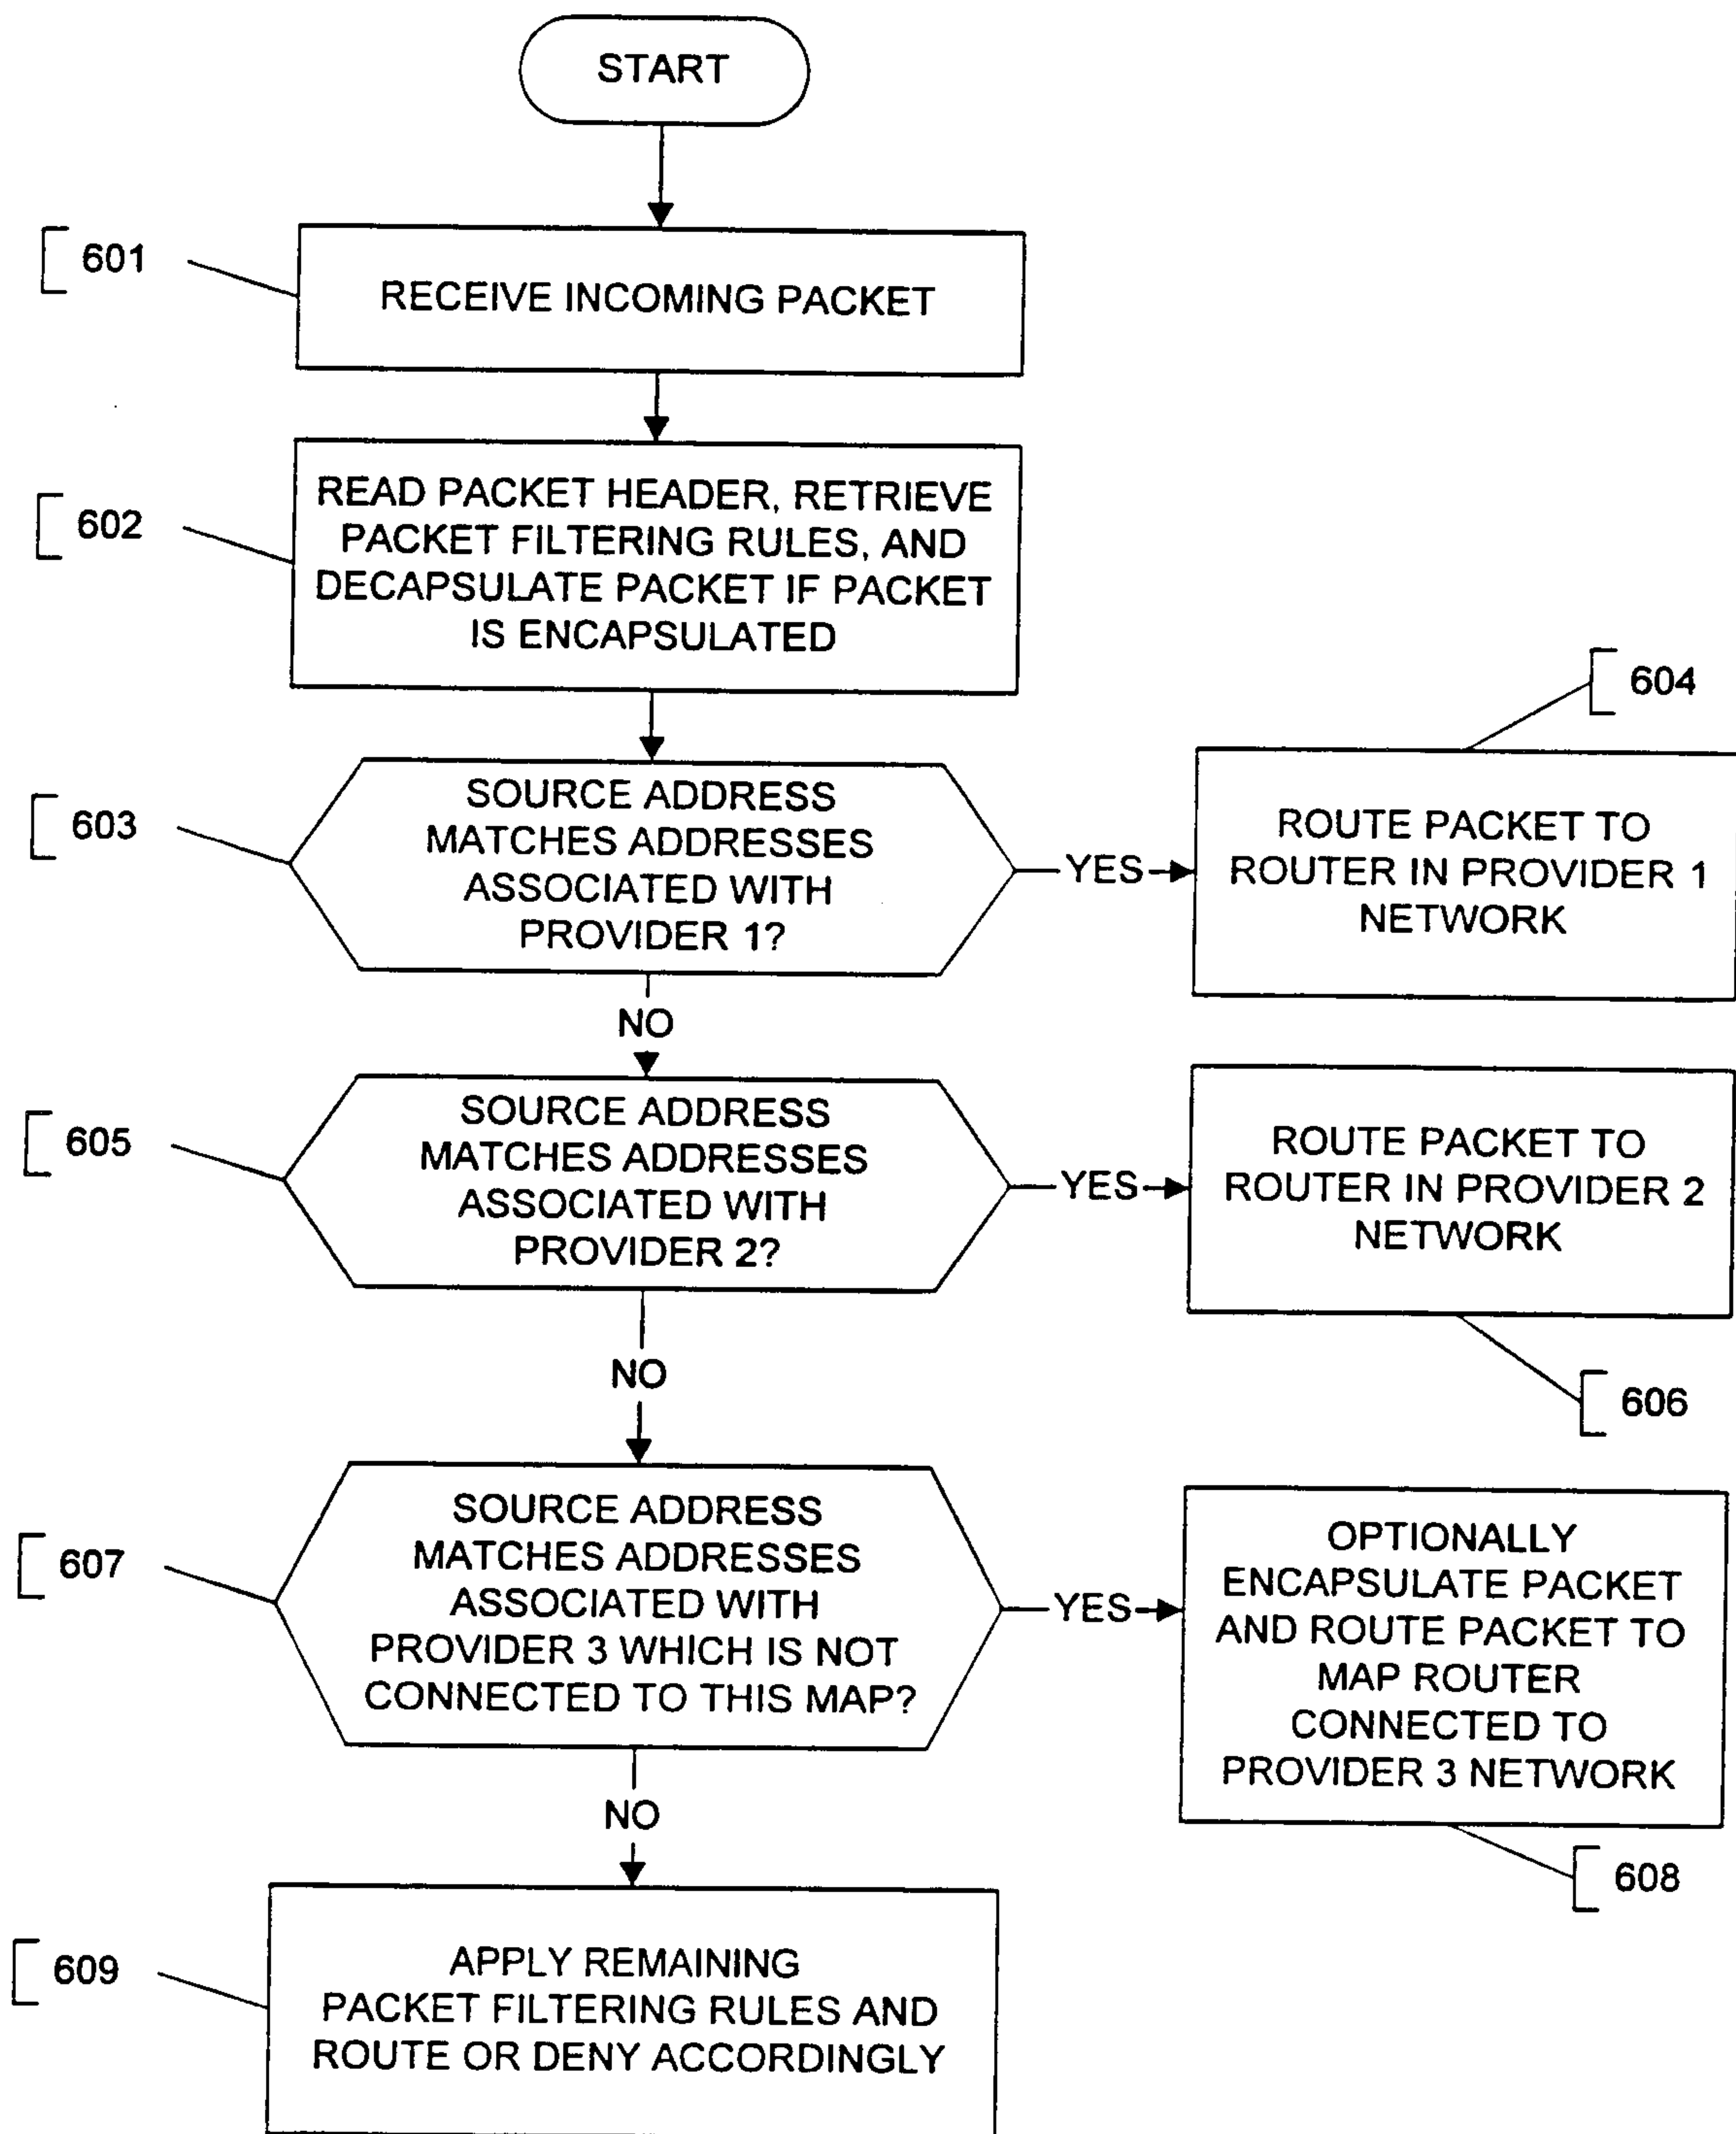 START
601
RECEIVE INCOMING PACKET
602
READ PACKET HEADER, RETRIEVE
PACKET FILTERING RULES, AND
DECAPSULATE PACKET IF PACKET
IS ENCAPSULATED
603
SOURCE ADDRESS
MATCHES ADDRESSES
ASSOCIATED WITH
PROVIDER 1?
YES
604
ROUTE PACKET TO
ROUTER IN PROVIDER 1
NETWORK
NO
605
SOURCE ADDRESS
MATCHES ADDRESSES
ASSOCIATED WITH
PROVIDER 2?
YES
ROUTE PACKET TO
ROUTER IN PROVIDER 2
NETWORK
606
NO
607
SOURCE ADDRESS
MATCHES ADDRESSES
ASSOCIATED WITH
PROVIDER 3 WHICH IS NOT
CONNECTED TO THIS MAP?
YES
OPTIONALLY
ENCAPSULATE PACKET
AND ROUTE PACKET TO
MAP ROUTER
CONNECTED TO
PROVIDER 3 NETWORK
608
NO
609
APPLY REMAINING
PACKET FILTERING RULES AND
ROUTE OR DENY ACCORDINGLY